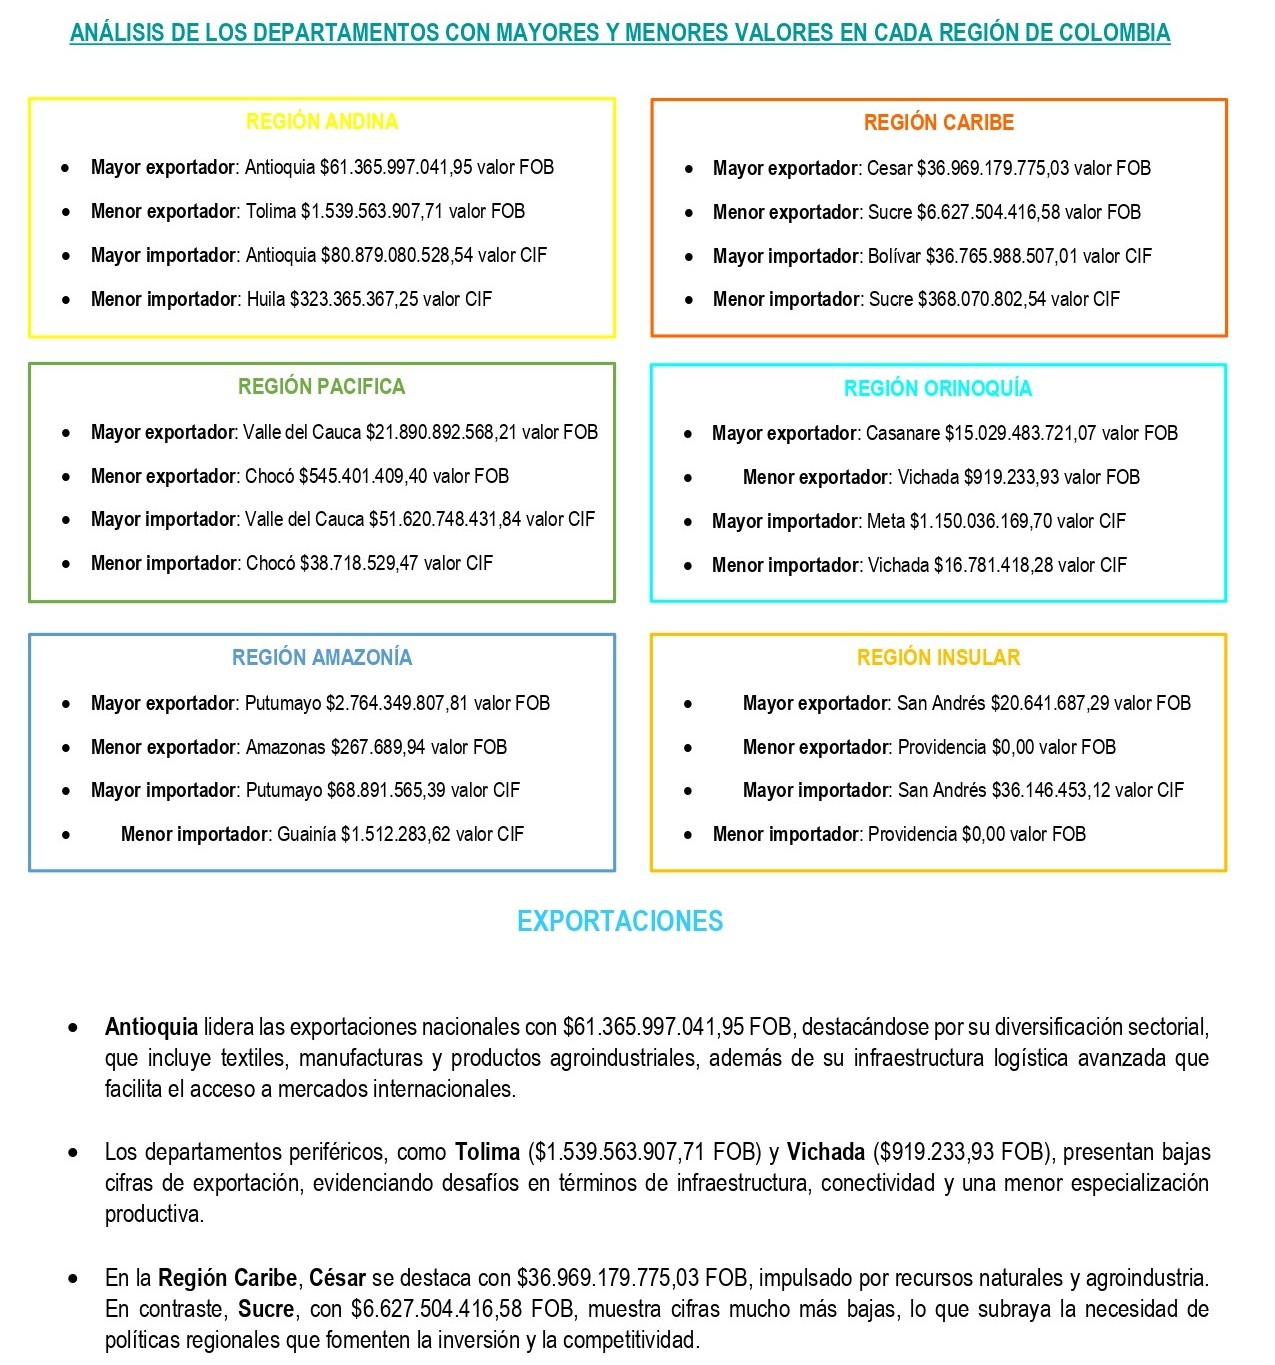 ANÁLISIS DE LOS DEPARTAMENTOS CON MAYORES Y MENORES VALORES EN CADA REGIÓN DE COLOMBIA
REGIÓN ANDINA
• Mayor exportador: Antioquia $61.365.997.041,95 valor FOB
• Menor exportador: Tolima $1.539.563.907,71 valor FOB
• Mayor importador: Antioquia $80.879.080.528,54 valor CIF
• Menor importador: Huila $323.365.367,25 valor CIF
REGIÓN CARIBE
• Mayor exportador: Cesar $36.969.179.775,03 valor FOB
• Menor exportador: Sucre $6.627.504.416,58 valor FOB
• Mayor importador: Bolívar $36.765.988.507,01 valor CIF
• Menor importador: Sucre $368.070.802,54 valor CIF
REGIÓN PACIFICA
• Mayor exportador: Valle del Cauca $21.890.892.568,21 valor FOB
• Menor exportador: Chocó $545.401.409,40 valor FOB
• Mayor importador: Valle del Cauca $51.620.748.431,84 valor CIF
• Menor importador: Chocó $38.718.529,47 valor CIF
REGIÓN ORINOQUÍA
• Mayor exportador: Casanare $15.029.483.721,07 valor FOB
• Menor exportador: Vichada $919.233,93 valor FOB
• Mayor importador: Meta $1.150.036.169,70 valor CIF
• Menor importador: Vichada $16.781.418,28 valor CIF
REGIÓN AMAZONÍA
• Mayor exportador: Putumayo $2.764.349.807,81 valor FOB
• Menor exportador: Amazonas $267.689,94 valor FOB
• Mayor importador: Putumayo $68.891.565,39 valor CIF
• Menor importador: Guainía $1.512.283,62 valor CIF
REGIÓN INSULAR
• Mayor exportador: San Andrés $20.641.687,29 valor FOB
• Menor exportador: Providencia $0,00 valor FOB
• Mayor importador: San Andrés $36.146.453,12 valor CIF
• Menor importador: Providencia $0,00 valor FOB
EXPORTACIONES
• Antioquia lidera las exportaciones nacionales con $61.365.997.041,95 FOB, destacándose por su diversificación sectorial,
que incluye textiles, manufacturas y productos agroindustriales, además de su infraestructura logística avanzada que
facilita el acceso a mercados internacionales.
• Los departamentos periféricos, como Tolima ($1.539.563.907,71 FOB) y Vichada ($919.233,93 FOB), presentan bajas
cifras de exportación, evidenciando desafíos en términos de infraestructura, conectividad y una menor especialización
productiva.
• En la Región Caribe, César se destaca con $36.969.179.775,03 FOB, impulsado por recursos naturales y agroindustria.
En contraste, Sucre, con $6.627.504.416,58 FOB, muestra cifras mucho más bajas, lo que subraya la necesidad de
políticas regionales que fomenten la inversión y la competitividad.